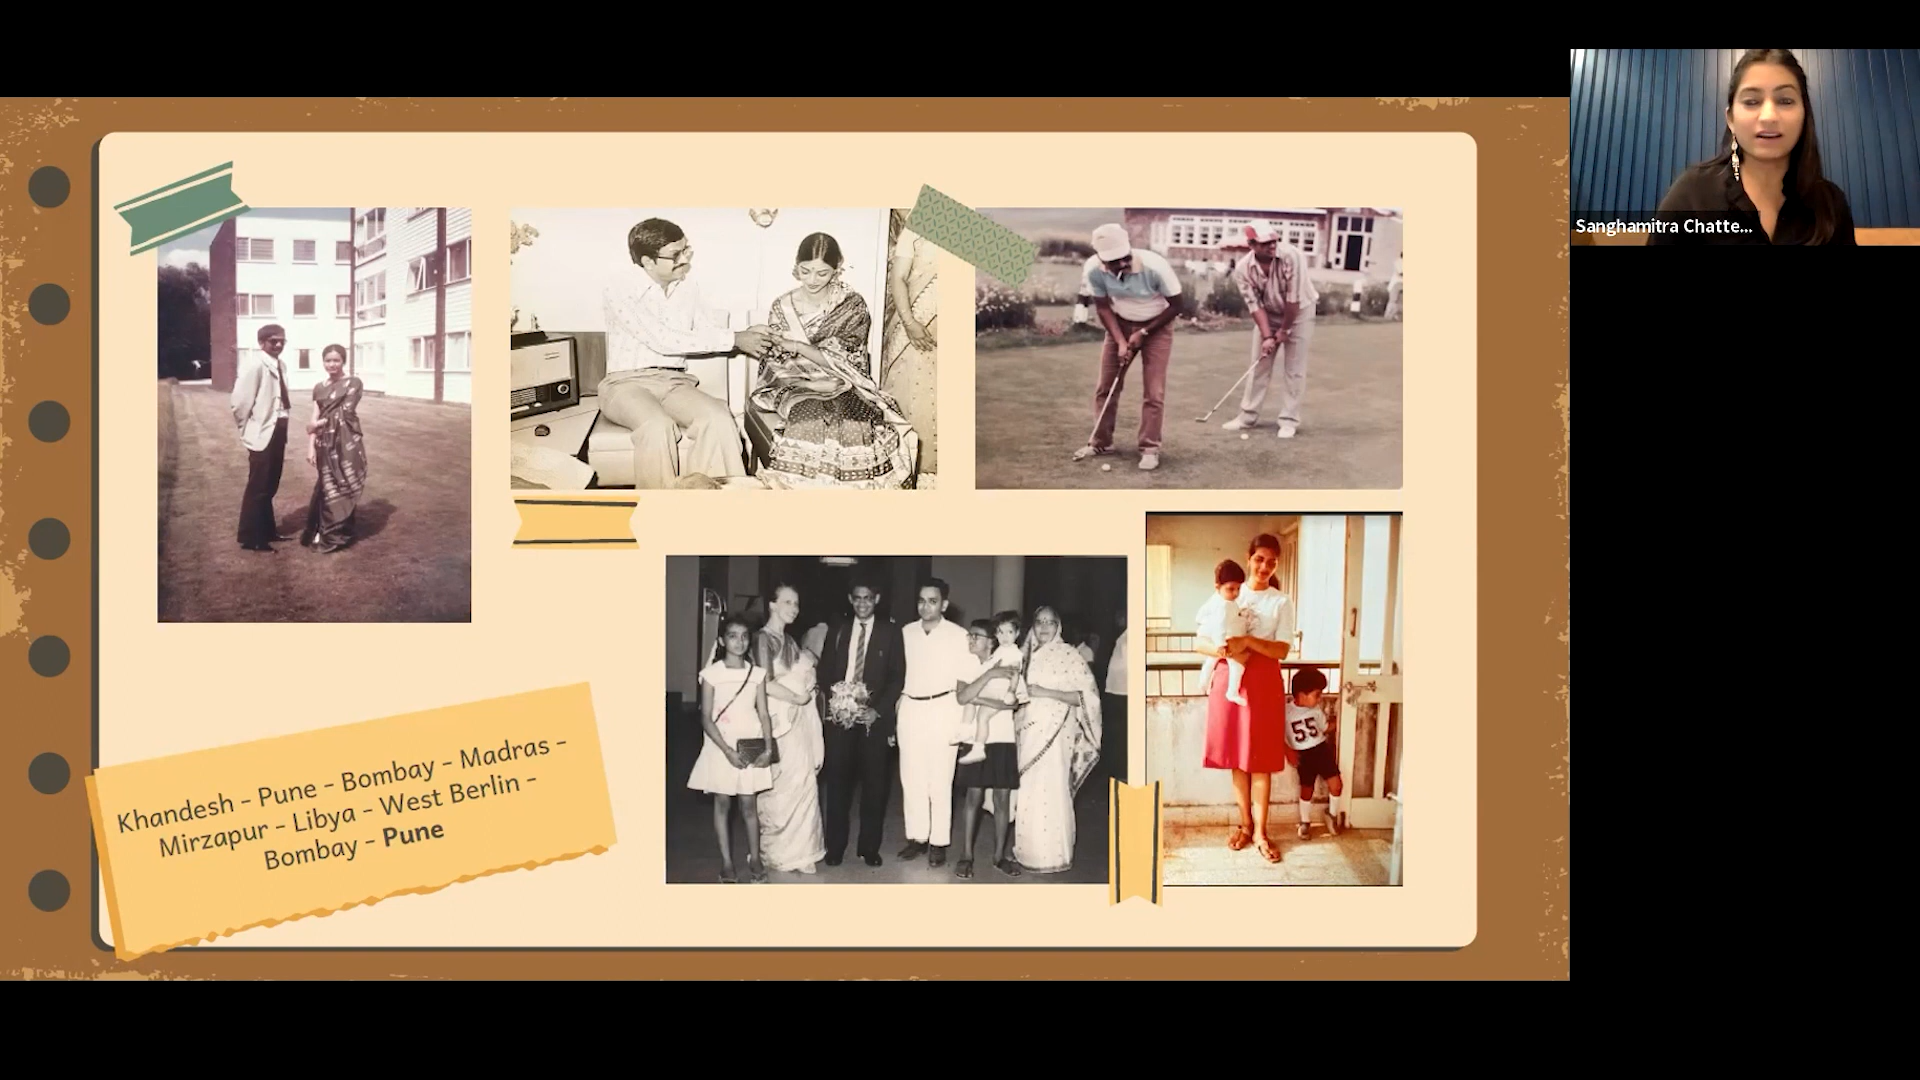 Sanghamitra Chatte...
55
Khandesh - Pune - Bombay - Madras -
Mirzapur - Libya - West Berlin -
Bombay - Pune